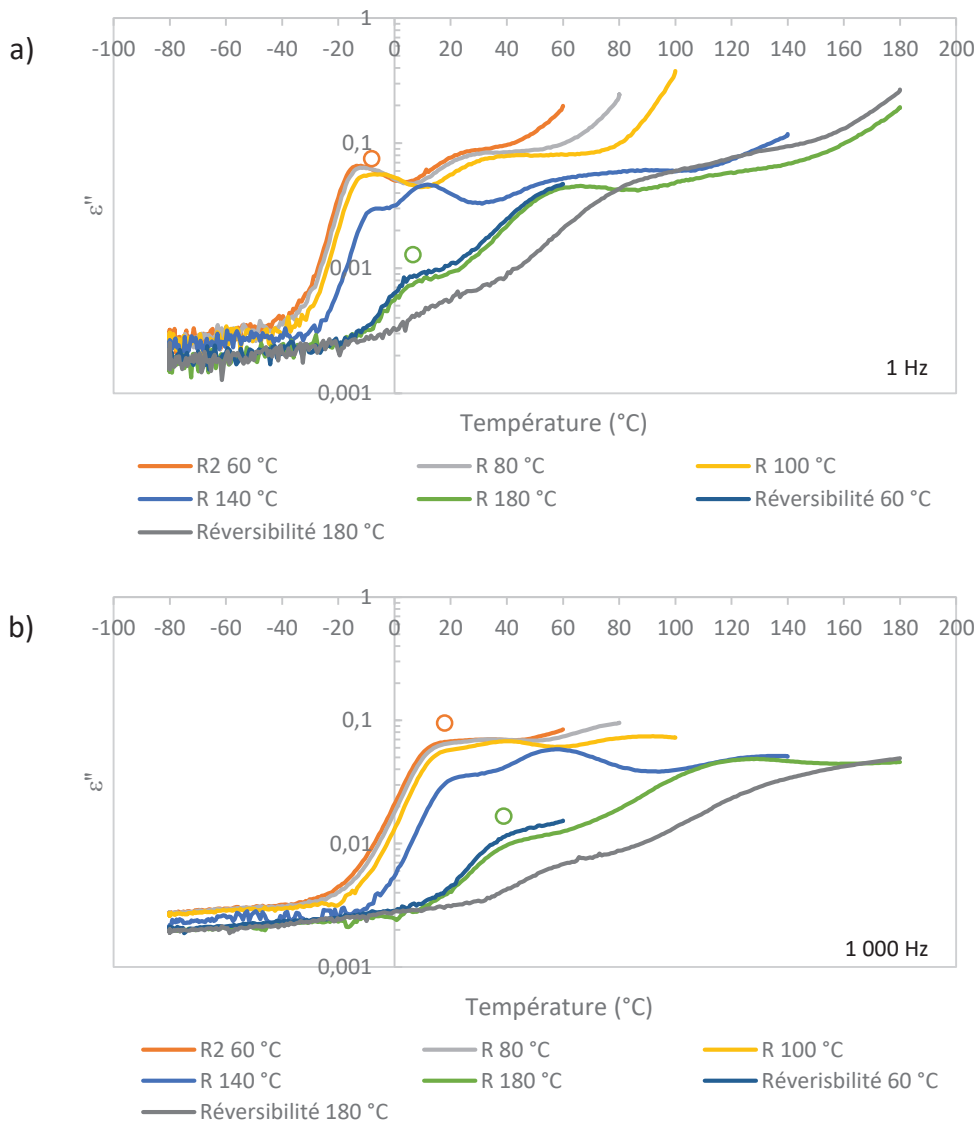 a)
1
-100 -80 -60 -40 -20 0 20 40 60 80 100 120 140 160 180 200
0,1
ε"
0,01
0,001
1 Hz
Température (°C)
R2 60 °C R 80 °C R 100 °C
R 140 °C R 180 °C Réversibilité 60 °C
Réversibilité 180 °C
b)
1
-100 -80 -60 -40 -20 0 20 40 60 80 100 120 140 160 180 200
0,1
ε"
0,01
0,001
1 000 Hz
Température (°C)
R2 60 °C R 80 °C R 100 °C
R 140 °C R 180 °C Réverisbilité 60 °C
Réversibilité 180 °C